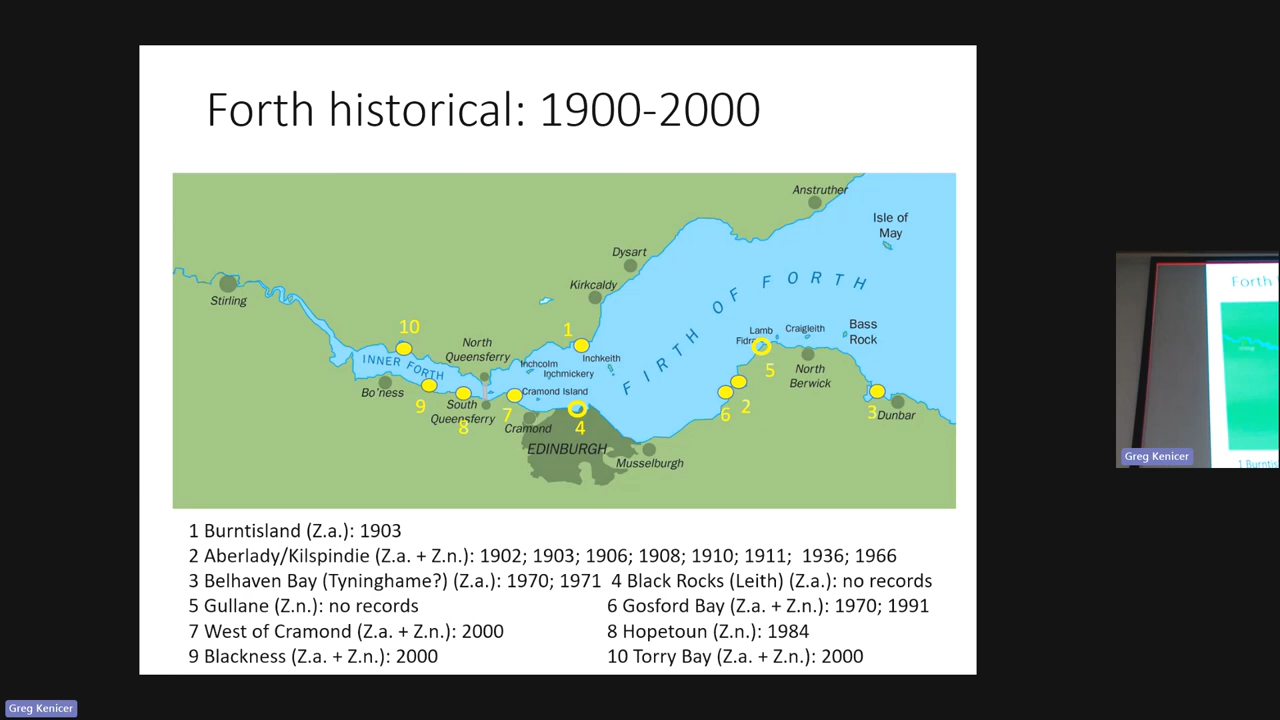 Forth historical: 1900-2000
Anstruther
Isle of
May
Dysart
Kirkcaldy
Stirling
FIRTH OF FORTH
10
1
North
Queensferry
INNER FORTH
Inchcolm
Inchkeith
Inchmickery
Lamb
Craigleith
Bass
Rock
Fidra
5
North
Berwick
Bo'ness
9
South
Queensferry
8
7
Cramond Island
Cramond
4
EDINBURGH
Musselburgh
6
2
3
Dunbar
1 Burntisland (Z.a.): 1903
2 Aberlady/Kilspindie (Z.a. + Z.n.): 1902; 1903; 1906; 1908; 1910; 1911; 1936; 1966
3 Belhaven Bay (Tyninghame?) (Z.a.): 1970; 1971 4 Black Rocks (Leith) (Z.a.): no records
5 Gullane (Z.n.): no records 6 Gosford Bay (Z.a. + Z.n.): 1970; 1991
7 West of Cramond (Z.a. + Z.n.): 2000 8 Hopetoun (Z.n.): 1984
9 Blackness (Z.a. + Z.n.): 2000 10 Torry Bay (Z.a. + Z.n.): 2000
Forth
1 Burntis
Greg Kenicer
Greg Kenicer